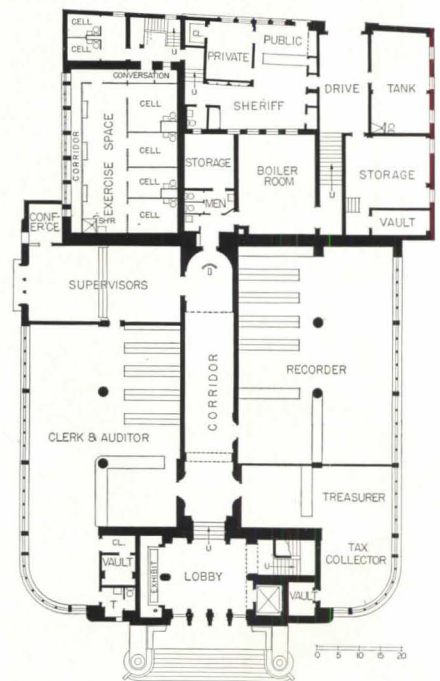 CELL
CELL
CL.
PRIVATE
PUBLIC
U
U
SHERIFF
DRIVE
TANK
CONVERSATION
CORRIDOR
EXERCISE SPACE
CELL
CELL
CELL
CELL
SH'R
STORAGE
MEN
BOILER
ROOM
U
STORAGE
VAULT
CONF-
ER'CE
SUPERVISORS
D
CORRIDOR
RECORDER
CLERK & AUDITOR
TREASURER
TAX
COLLECTOR
CL.
VAULT
T
EXHIBIT
LOBBY
U
U
VAULT
0 5 10 15 20